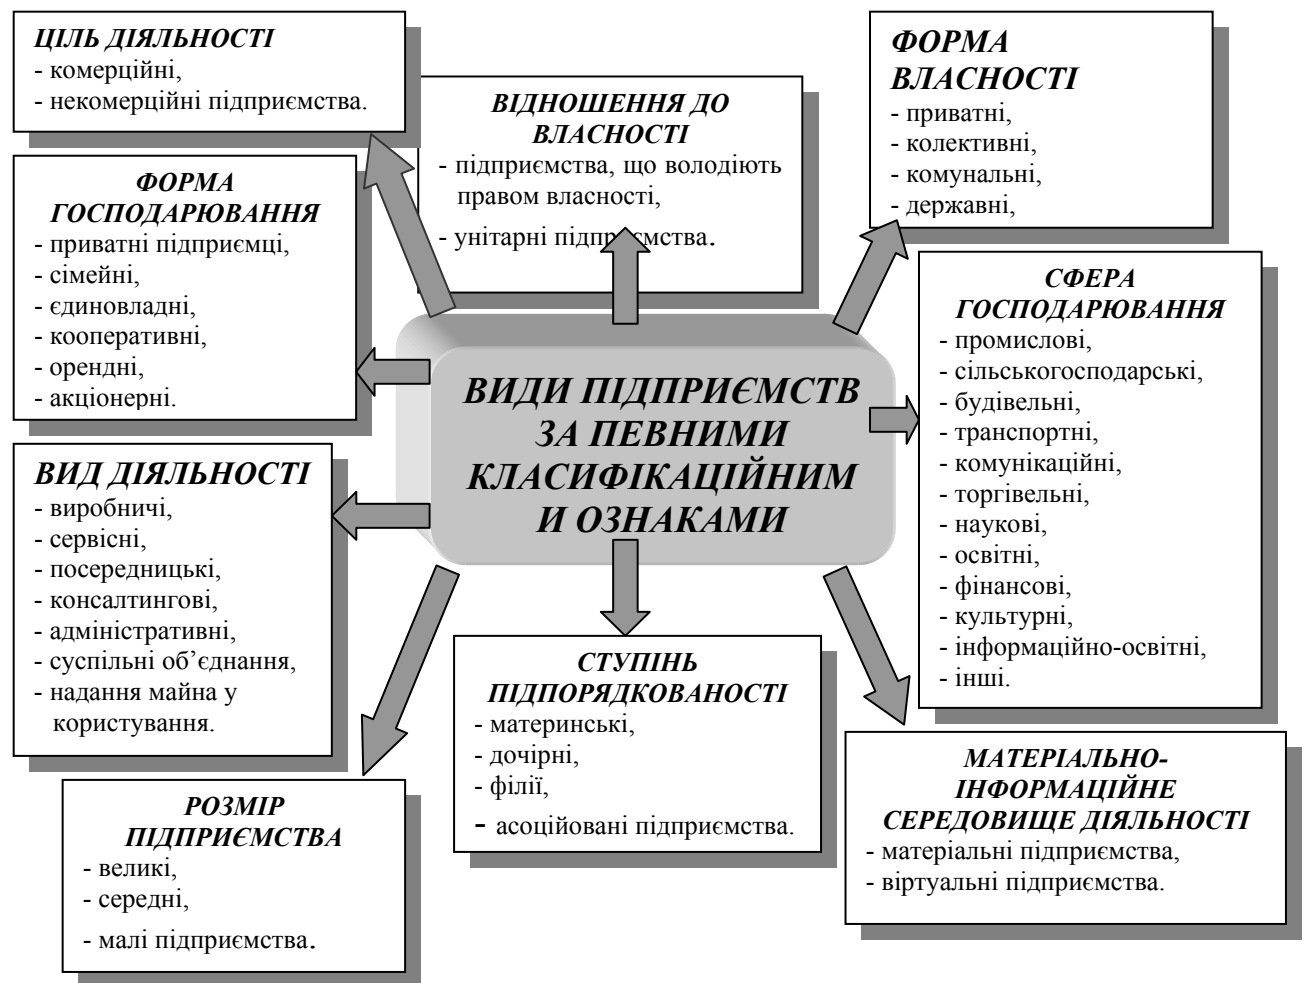 ЦІЛЬ ДІЯЛЬНОСТІ
- комерційні,
- некомерційні підприємства.
ВІДНОШЕННЯ ДО
ВЛАСНОСТІ
- підприємства, що володіють
правом власності,
- унітарні підприємства.
ФОРМА
ВЛАСНОСТІ
- приватні,
- колективні,
- комунальні,
- державні,
ФОРМА
ГОСПОДАРЮВАННЯ
- приватні підприємці,
- сімейні,
- єдиновладні,
- кооперативні,
- орендні,
- акціонерні.
СФЕРА
ГОСПОДАРЮВАННЯ
- промислові,
- сільськогосподарські,
- будівельні,
- транспортні,
- комунікаційні,
- торгівельні,
- наукові,
- освітні,
- фінансові,
- культурні,
- інформаційно-освітні,
- інші.
ВИДИ ПІДПРИЄМСТВ
ЗА ПЕВНИМИ
КЛАСИФІКАЦІЙНИМ
И ОЗНАКАМИ
ВИД ДІЯЛЬНОСТІ
- виробничі,
- сервісні,
- посередницькі,
- консалтингові,
- адміністративні,
- суспільні об’єднання,
- надання майна у
користування.
СТУПІНЬ
ПІДПОРЯДКОВАНОСТІ
- материнські,
- дочірні,
- філії,
- асоційовані підприємства.
МАТЕРІАЛЬНО-
ІНФОРМАЦІЙНЕ
СЕРЕДОВИЩЕ ДІЯЛЬНОСТІ
- матеріальні підприємства,
- віртуальні підприємства.
РОЗМІР
ПІДПРИЄМСТВА
- великі,
- середні,
- малі підприємства.